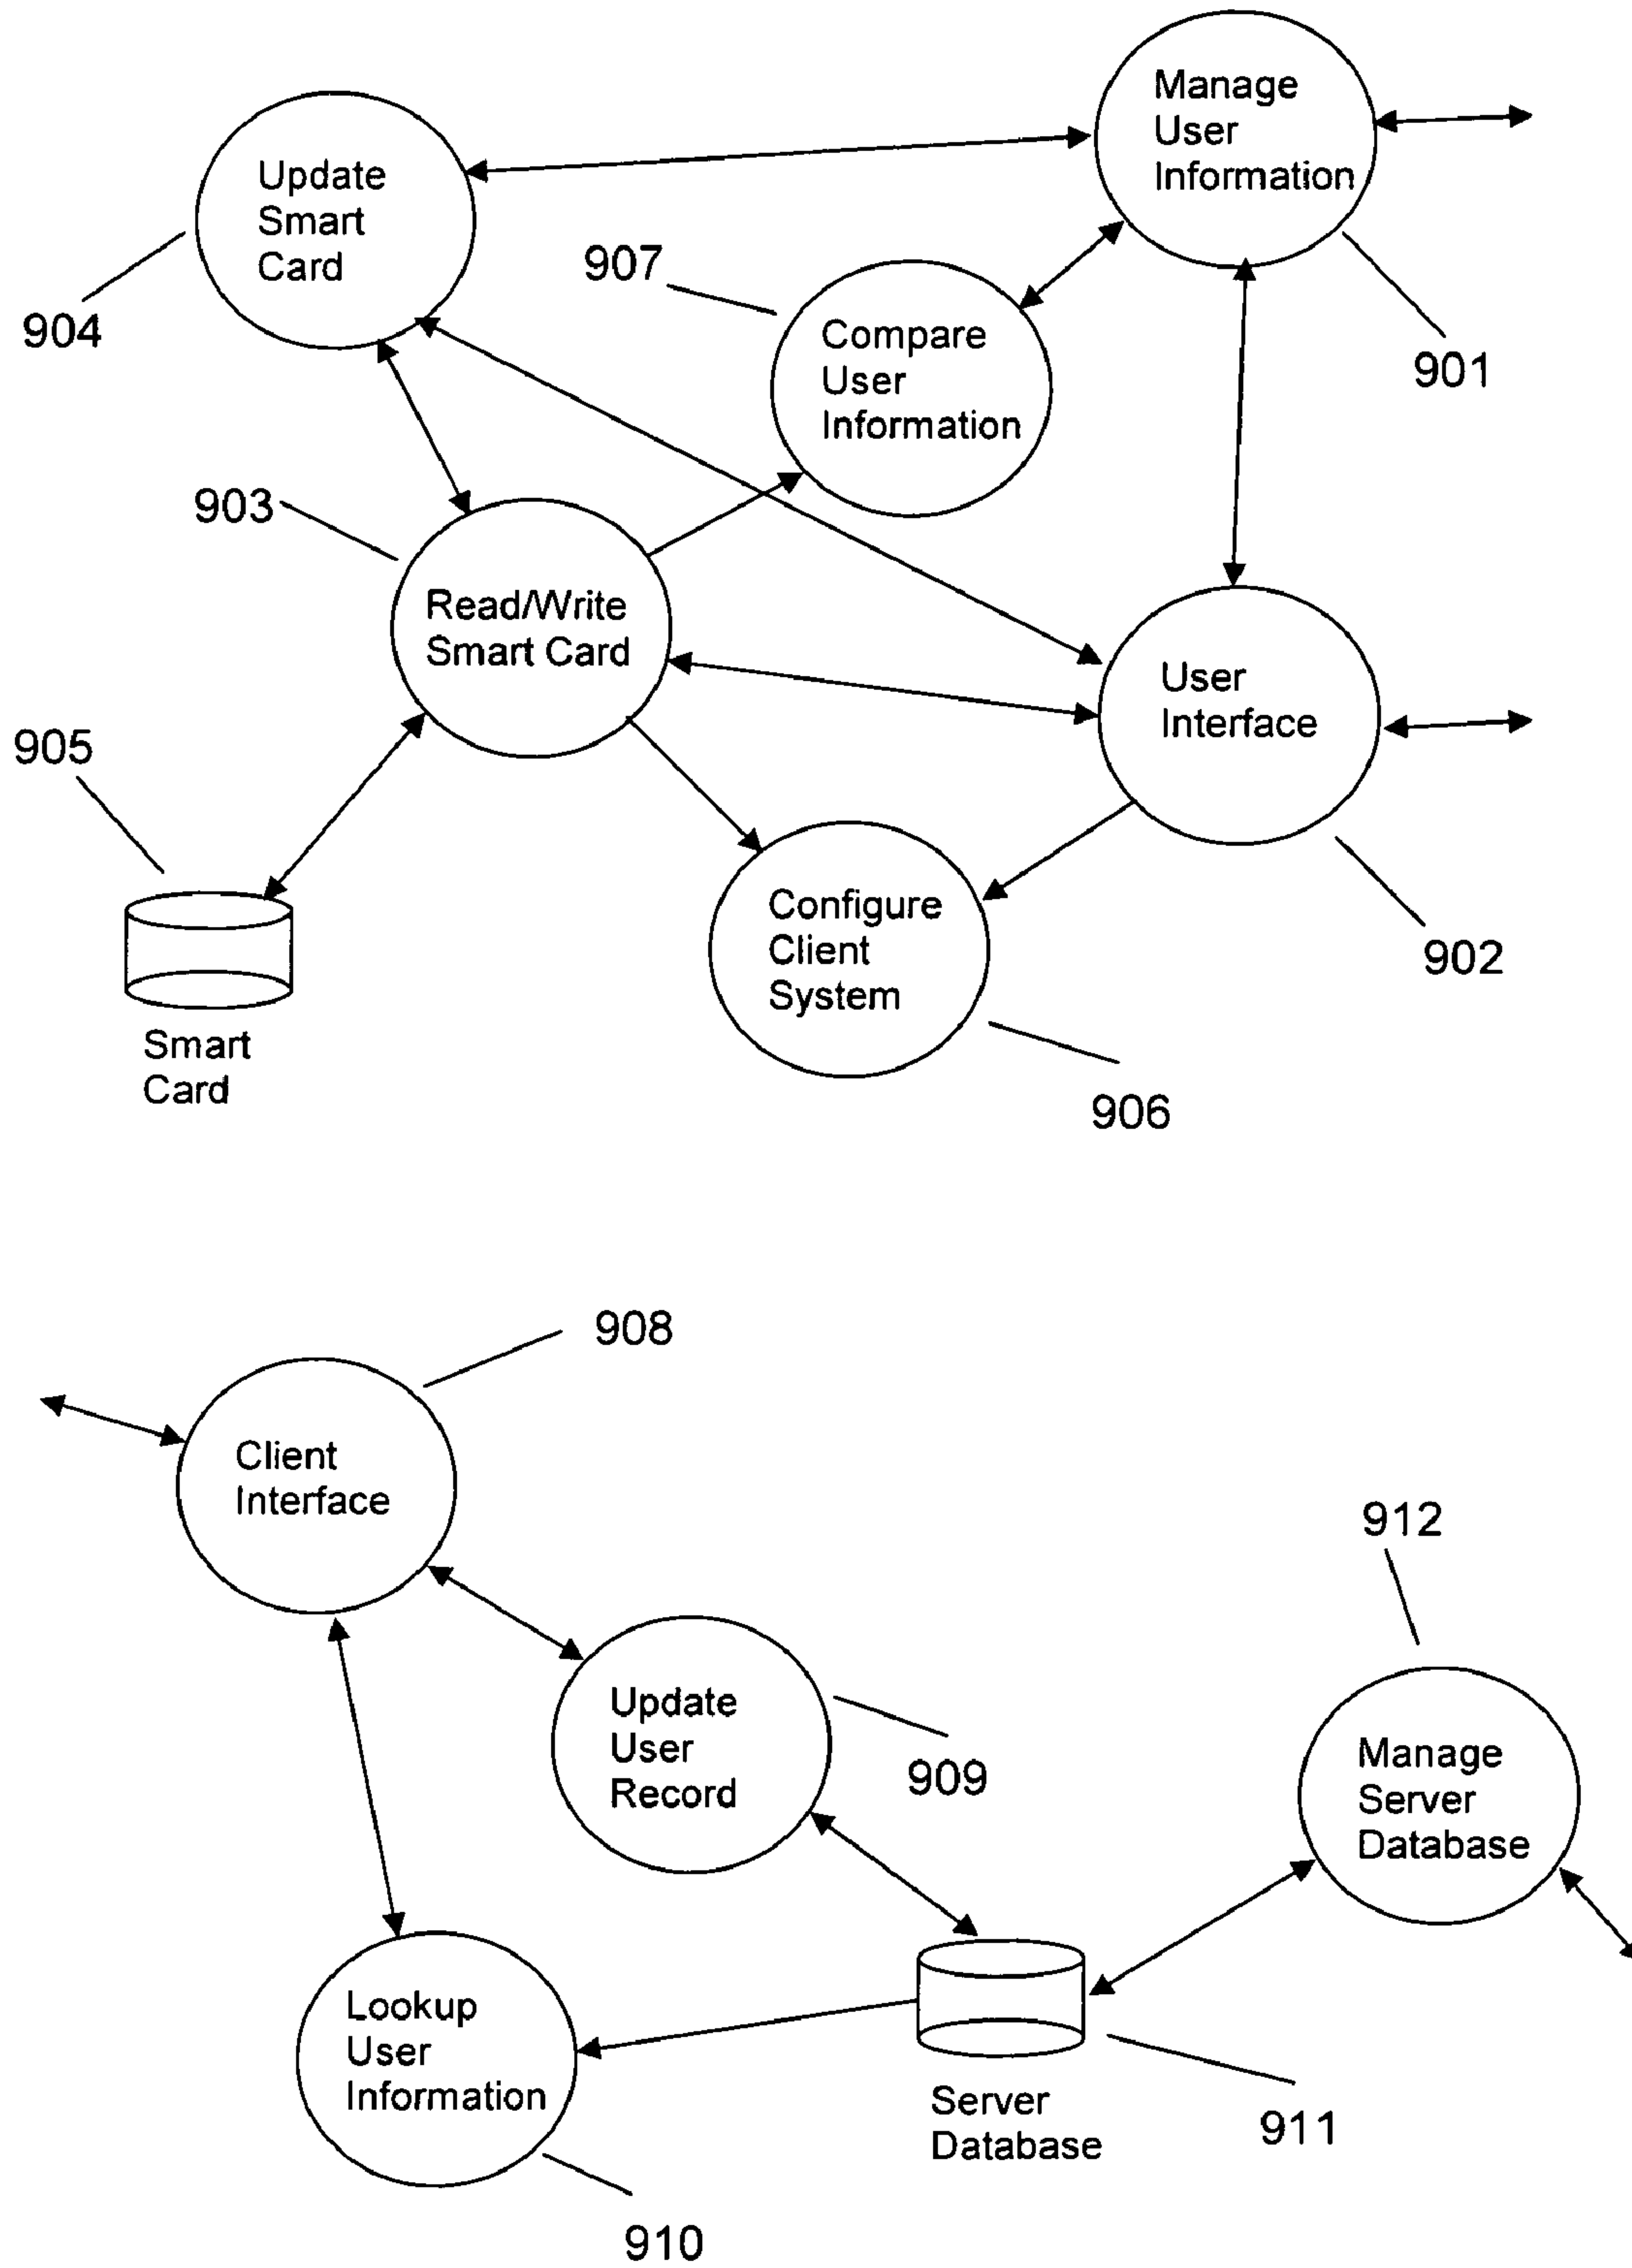 Manage
User
Information
901
Update
Smart
Card
904
907
Compare
User
Information
903
Read/Write
Smart Card
User
Interface
902
905
Smart
Card
Configure
Client
System
906
908
Client
Interface
912
Update
User
Record
909
Manage
Server
Database
Lookup
User
Information
910
Server
Database
911